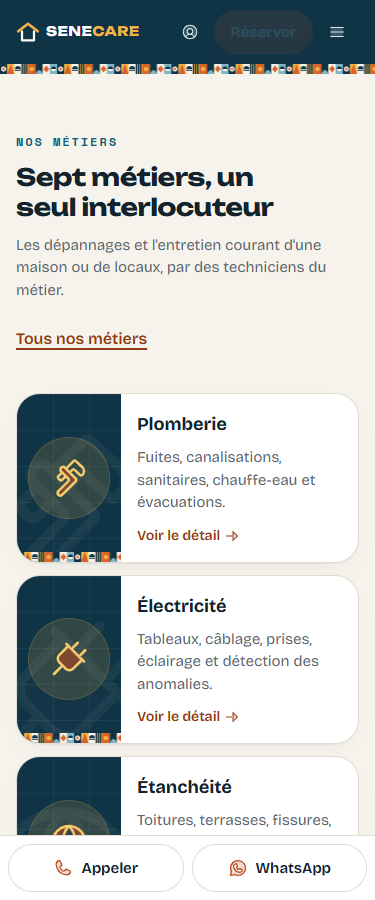 SENECARE
Réserver
NOS MÉTIERS
Sept métiers, un
seul interlocuteur
Les dépannages et l'entretien courant d'une
maison ou de locaux, par des techniciens du
métier.
Tous nos métiers
Plomberie
Fuites, canalisations,
sanitaires, chauffe-eau et
évacuations.
Voir le détail
Électricité
Tableaux, câblage, prises,
éclairage et détection des
anomalies.
Voir le détail
Étanchéité
Toitures, terrasses, fissures,
Appeler
WhatsApp